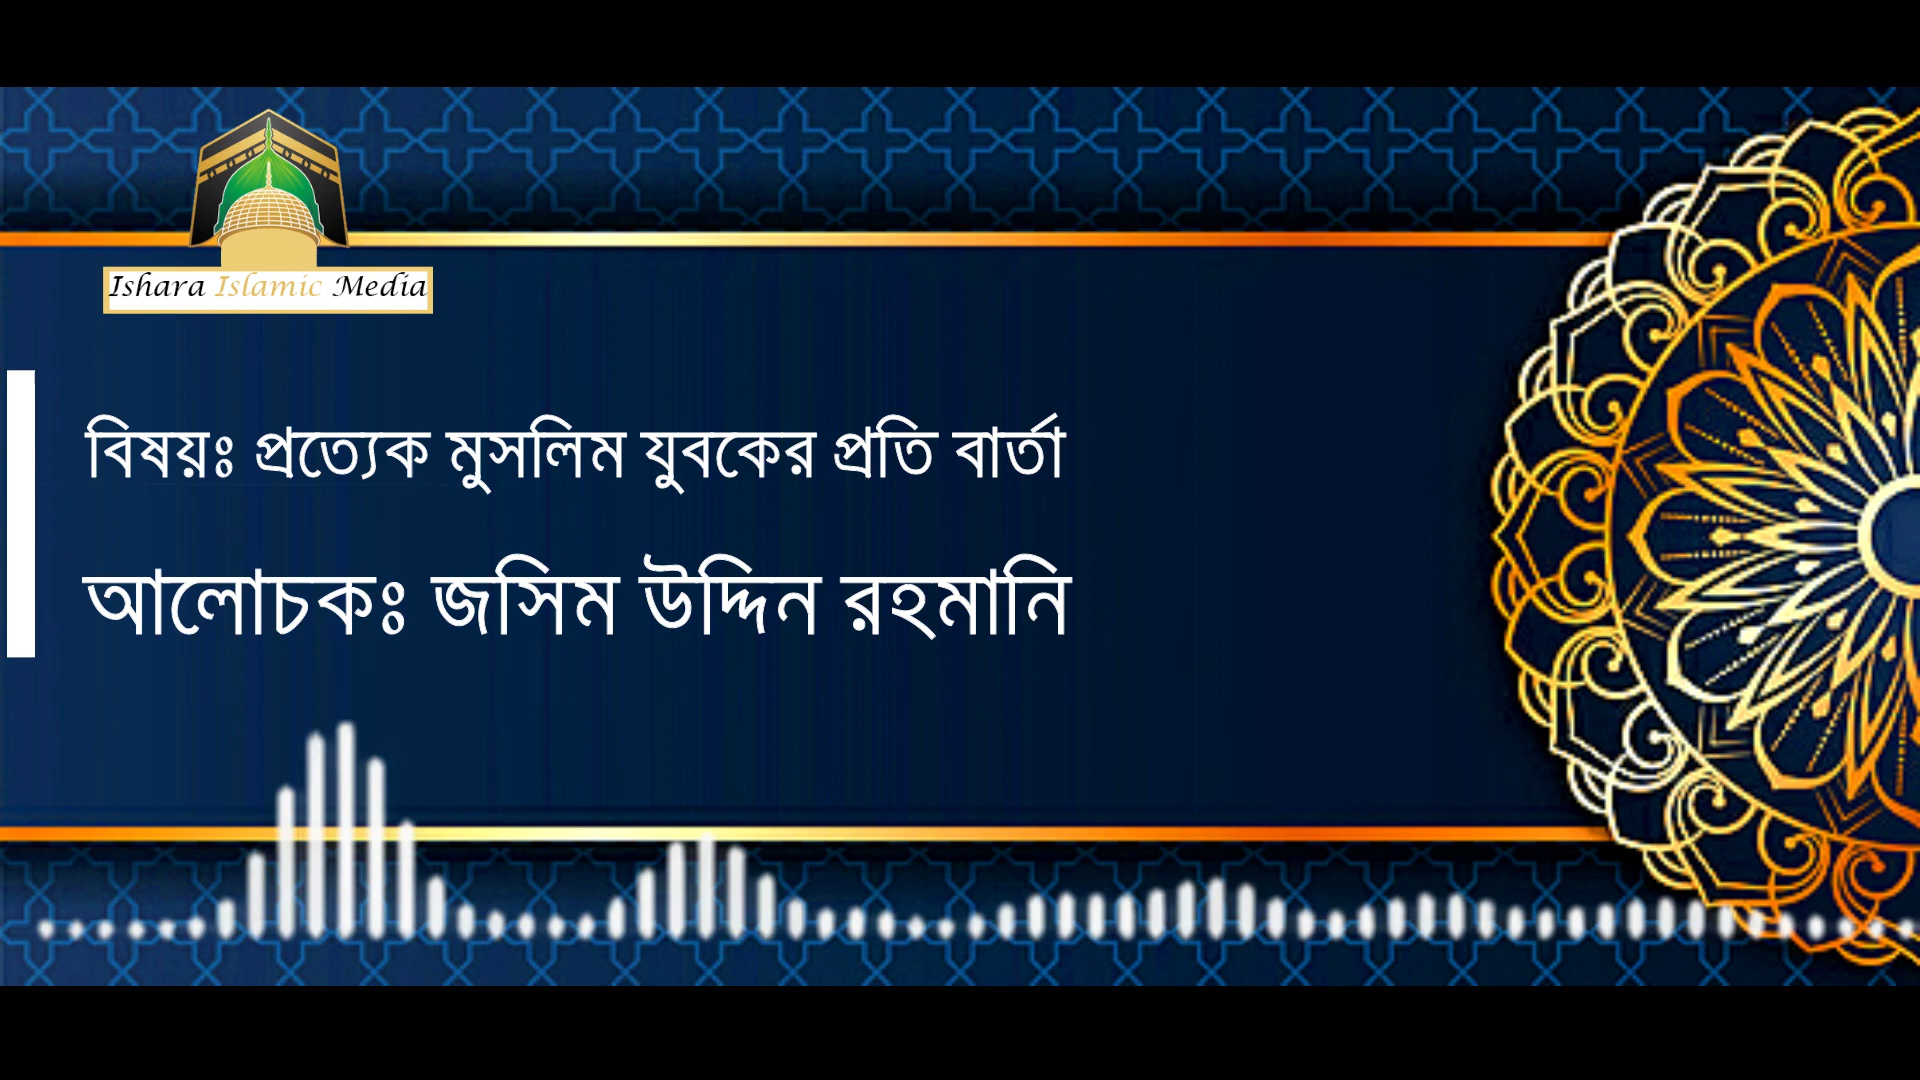 Ishara Islamic Media
বিষয়ঃ প্রত্যেক মুসলিম যুবকের প্রতি বার্তা
আলোচকঃ জসিম উদ্দিন রহমানি